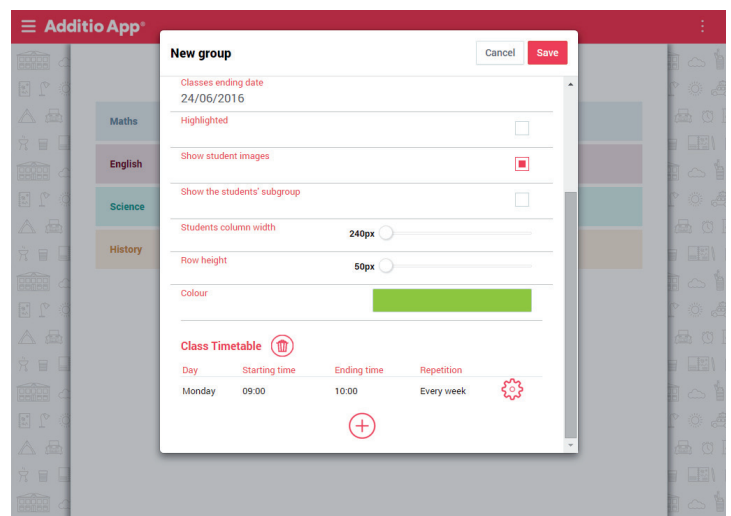 Additio App®
New group
Cancel
Save
Classes ending date
24/06/2016
Highlighted
Show student images
Show the students' subgroup
Students column width
240px
Row height
50px
Colour
Class Timetable
Day Starting time Ending time Repetition
Monday 09:00 10:00 Every week
Maths
English
Science
History